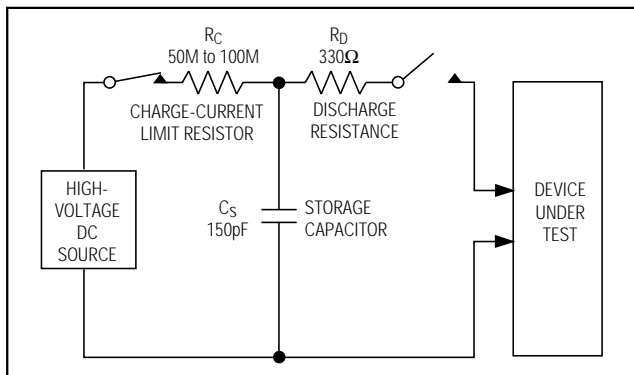 RC
50M to 100M
CHARGE-CURRENT
LIMIT RESISTOR
RD
330Ω
DISCHARGE
RESISTANCE
HIGH-
VOLTAGE
DC
SOURCE
CS
150pF
STORAGE
CAPACITOR
DEVICE
UNDER
TEST